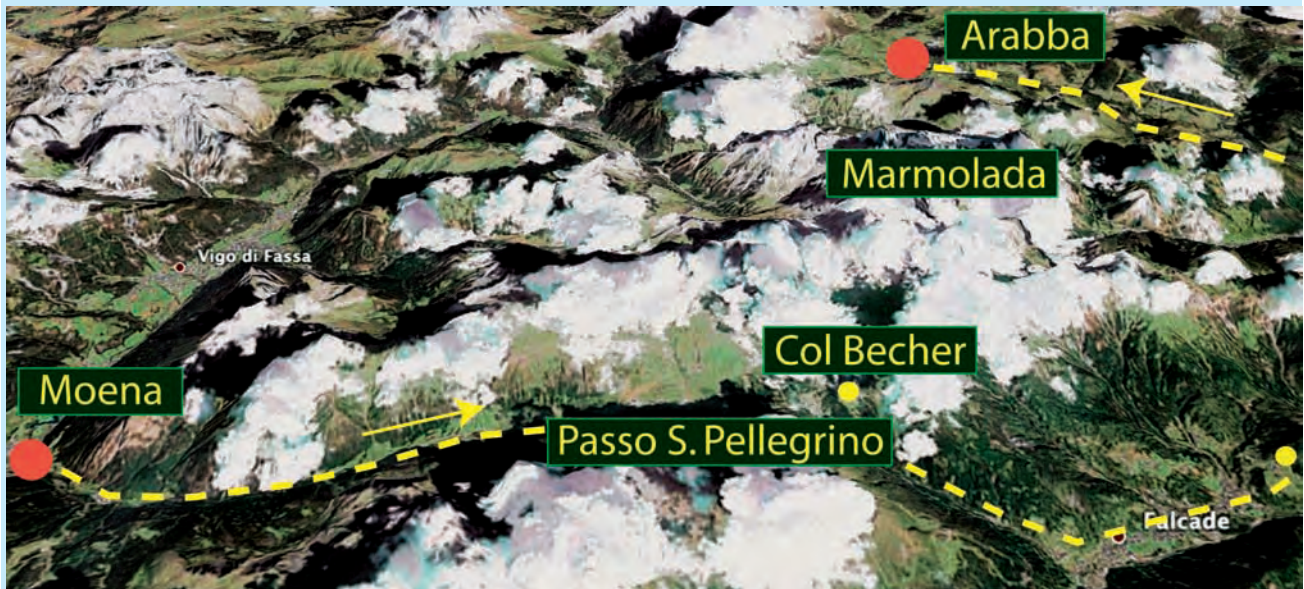 Arabba
Marmolada
Vigo di Fassa
Col Becher
Moena
Passo S. Pellegrino
Falcade